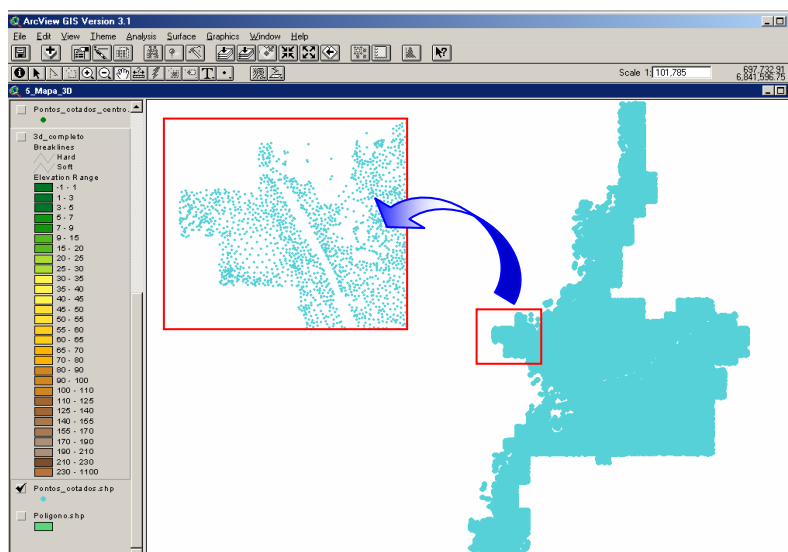 ArcView GIS Version 3.1
File Edit View Theme Analysis Surface Graphics Window Help
Scale 1: 101,785
697,732.91
6,841,596.75
5_Mapa_3D
Pontos_cotados_centro.
3d_completo
Breaklines
Hard
Soft
Elevation Range
-1 - 1
1 - 3
3 - 5
5 - 7
7 - 9
9 - 15
15 - 20
20 - 25
25 - 30
30 - 35
35 - 40
40 - 45
45 - 50
50 - 55
55 - 60
60 - 65
65 - 70
70 - 80
80 - 90
90 - 100
100 - 110
110 - 125
125 - 140
140 - 155
155 - 170
170 - 190
190 - 210
210 - 230
230 - 1100
Pontos_cotados.shp
Poligono.shp